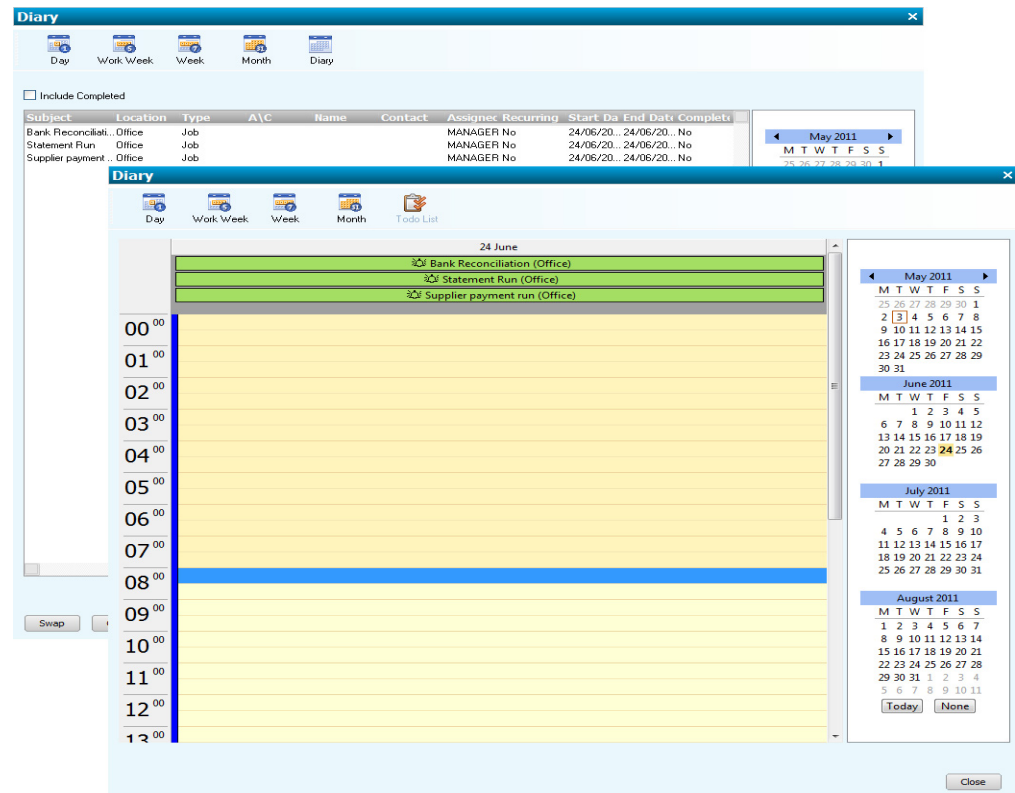 Diary
Day Work Week Week Month Diary
Include Completed
Subject Location Type A\C Name Contact Assigned Recurring Start Da End Date Complete
Bank Reconciliati... Office Job MANAGER No 24/06/20... 24/06/20... No
Statement Run Office Job MANAGER No 24/06/20... 24/06/20... No
Supplier payment .. Office Job MANAGER No 24/06/20... 24/06/20... No
May 2011
M T W T F S S
25 26 27 28 29 30 1
Swap
Diary
Day Work Week Week Month Todo List
24 June
Bank Reconciliation (Office)
Statement Run (Office)
Supplier payment run (Office)
00 00
01 00
02 00
03 00
04 00
05 00
06 00
07 00
08 00
09 00
10 00
11 00
12 00
13 00
May 2011
M T W T F S S
25 26 27 28 29 30 1
2 3 4 5 6 7 8
9 10 11 12 13 14 15
16 17 18 19 20 21 22
23 24 25 26 27 28 29
30 31
June 2011
M T W T F S S
1 2 3 4 5
6 7 8 9 10 11 12
13 14 15 16 17 18 19
20 21 22 23 24 25 26
27 28 29 30
July 2011
M T W T F S S
1 2 3
4 5 6 7 8 9 10
11 12 13 14 15 16 17
18 19 20 21 22 23 24
25 26 27 28 29 30 31
August 2011
M T W T F S S
1 2 3 4 5 6 7
8 9 10 11 12 13 14
15 16 17 18 19 20 21
22 23 24 25 26 27 28
29 30 31 1 2 3 4
5 6 7 8 9 10 11
Today None
Close